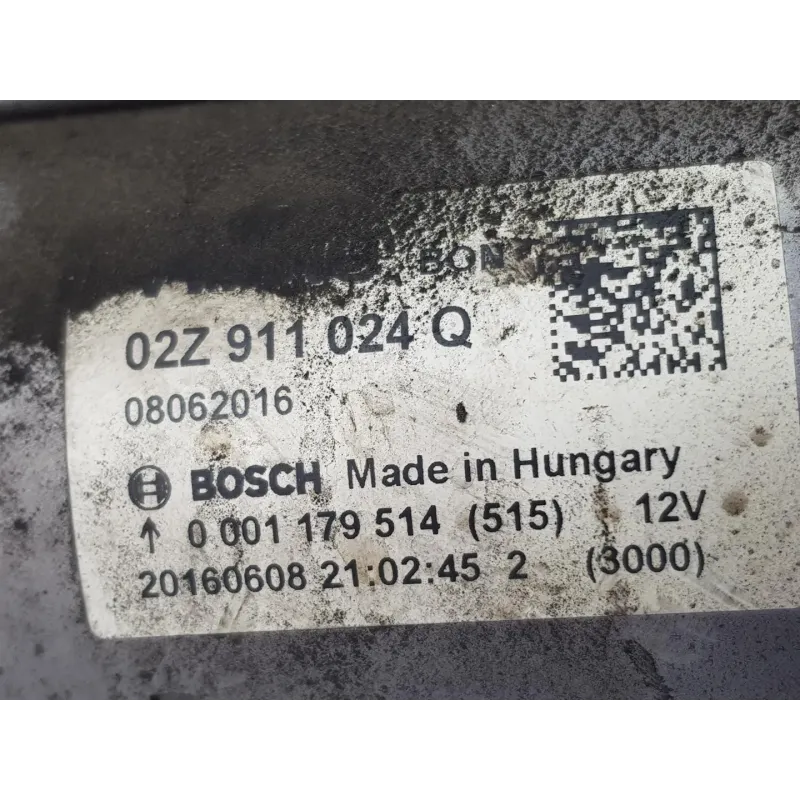 BON
02Z 911 024 Q
08062016
BOSCH Made in Hungary
↑ 0 001 179 514 (515) 12V
20160608 21:02:45 2 (3000)